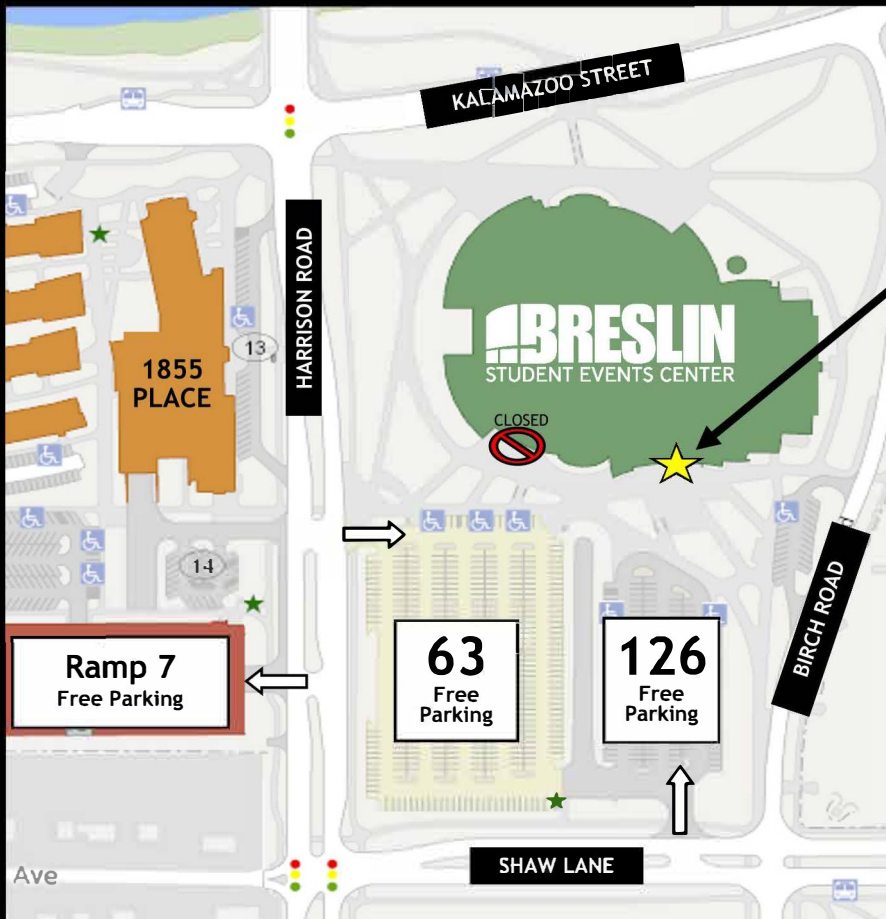 KALAMAZOO STREET
HARRISON ROAD
BRESLIN
STUDENT EVENTS CENTER
13
1855
PLACE
CLOSED
14
BIRCH ROAD
Ramp 7
Free Parking
63
Free
Parking
126
Free
Parking
SHAW LANE
Ave